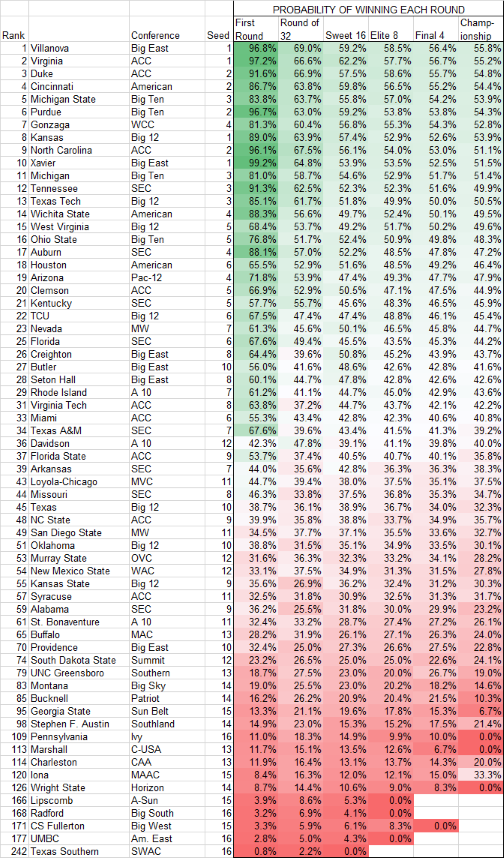 PROBABILITY OF WINNING EACH ROUND
First Round of Champ-
Rank Conference Seed Round 32 Sweet 16 Elite 8 Final 4 ionship
1 Villanova Big East 1 96.8% 69.0% 59.2% 58.5% 56.4% 55.8%
2 Virginia ACC 1 97.2% 66.6% 62.2% 57.7% 56.7% 55.2%
3 Duke ACC 2 91.6% 66.9% 57.5% 58.6% 55.7% 54.8%
4 Cincinnati American 2 86.7% 63.8% 59.8% 56.5% 55.2% 54.4%
5 Michigan State Big Ten 3 83.8% 63.7% 55.8% 57.0% 54.2% 53.9%
6 Purdue Big Ten 2 96.7% 63.0% 59.2% 53.8% 53.8% 54.3%
7 Gonzaga WCC 4 81.3% 60.4% 56.8% 55.3% 54.3% 52.8%
8 Kansas Big 12 1 89.0% 63.9% 57.4% 52.9% 52.6% 53.9%
9 North Carolina ACC 2 96.1% 67.5% 56.1% 54.0% 53.0% 51.1%
10 Xavier Big East 1 99.2% 64.8% 53.9% 53.5% 52.5% 51.5%
11 Michigan Big Ten 3 81.0% 58.7% 54.6% 52.9% 51.7% 51.4%
12 Tennessee SEC 3 91.3% 62.5% 52.3% 52.3% 51.6% 49.9%
13 Texas Tech Big 12 3 85.1% 61.7% 51.8% 49.9% 50.0% 50.5%
14 Wichita State American 4 88.3% 56.6% 49.7% 52.4% 50.1% 49.5%
15 West Virginia Big 12 5 68.4% 53.7% 49.2% 51.7% 50.2% 49.6%
16 Ohio State Big Ten 5 76.8% 51.7% 52.4% 50.9% 49.8% 48.3%
17 Auburn SEC 4 88.1% 57.0% 52.2% 48.5% 47.8% 47.2%
18 Houston American 6 65.5% 52.9% 51.6% 48.5% 49.2% 46.4%
19 Arizona Pac-12 4 71.8% 53.9% 47.4% 49.3% 47.7% 47.9%
20 Clemson ACC 5 66.9% 52.9% 50.5% 47.1% 47.5% 44.9%
21 Kentucky SEC 5 57.7% 55.7% 45.6% 48.3% 46.5% 45.9%
22 TCU Big 12 6 67.5% 47.4% 47.4% 48.8% 46.1% 45.4%
23 Nevada MW 7 61.3% 45.6% 50.1% 46.5% 45.8% 44.7%
25 Florida SEC 6 67.6% 49.4% 45.5% 43.5% 45.3% 44.2%
26 Creighton Big East 8 64.4% 39.6% 50.8% 45.2% 43.9% 43.7%
27 Butler Big East 10 56.0% 41.6% 48.6% 42.6% 42.8% 41.6%
28 Seton Hall Big East 8 60.1% 44.7% 47.8% 42.8% 42.6% 42.6%
29 Rhode Island A 10 7 61.2% 41.1% 44.7% 45.0% 42.9% 43.6%
31 Virginia Tech ACC 8 63.8% 37.2% 44.7% 43.7% 42.1% 42.2%
33 Miami ACC 6 55.3% 43.4% 42.8% 42.3% 40.6% 40.8%
34 Texas A&M SEC 7 67.6% 39.6% 43.4% 41.5% 41.3% 39.2%
36 Davidson A 10 12 42.3% 47.8% 39.1% 41.1% 39.8% 40.0%
37 Florida State ACC 9 53.7% 37.4% 40.5% 40.7% 40.1% 35.8%
39 Arkansas SEC 7 44.0% 35.6% 42.8% 36.3% 36.3% 38.3%
43 Loyola-Chicago MVC 11 44.7% 39.4% 38.0% 37.5% 35.1% 37.5%
44 Missouri SEC 8 46.3% 33.8% 37.5% 36.8% 35.3% 34.7%
45 Texas Big 12 10 38.7% 36.1% 38.9% 36.7% 34.0% 32.3%
48 NC State ACC 9 39.9% 35.8% 38.8% 33.7% 34.9% 35.7%
49 San Diego State MW 11 34.5% 37.7% 37.1% 35.5% 33.6% 32.7%
51 Oklahoma Big 12 10 38.8% 31.5% 35.1% 34.9% 33.5% 30.1%
53 Murray State OVC 12 31.6% 36.3% 32.3% 33.2% 34.1% 28.2%
54 New Mexico State WAC 12 33.1% 37.5% 34.9% 31.3% 31.5% 27.8%
55 Kansas State Big 12 9 35.6% 26.9% 36.2% 32.4% 31.2% 30.3%
57 Syracuse ACC 11 32.5% 31.8% 30.9% 32.5% 31.3% 31.7%
59 Alabama SEC 9 36.2% 25.5% 31.8% 30.0% 29.9% 23.2%
61 St. Bonaventure A 10 11 32.4% 33.2% 28.7% 27.4% 27.2% 26.1%
65 Buffalo MAC 13 28.2% 31.9% 26.1% 27.1% 26.3% 24.0%
70 Providence Big East 10 32.4% 25.0% 27.3% 26.6% 27.5% 22.8%
74 South Dakota State Summit 12 23.2% 26.5% 25.0% 25.0% 22.6% 24.1%
79 UNC Greensboro Southern 13 18.7% 27.5% 23.0% 20.0% 26.7% 19.0%
83 Montana Big Sky 14 19.0% 25.5% 23.0% 20.2% 18.2% 14.6%
85 Bucknell Patriot 14 16.2% 26.2% 20.9% 20.4% 21.5% 10.3%
95 Georgia State Sun Belt 15 13.3% 21.1% 19.6% 17.8% 15.3% 6.7%
98 Stephen F. Austin Southland 14 14.9% 23.0% 15.3% 15.2% 17.5% 21.4%
109 Pennsylvania Ivy 16 11.0% 18.3% 14.9% 9.9% 10.0% 0.0%
113 Marshall C-USA 13 11.7% 15.1% 13.5% 12.6% 6.7% 0.0%
114 Charleston CAA 13 11.9% 16.4% 13.1% 13.7% 14.3% 20.0%
120 Iona MAAC 15 8.4% 16.3% 12.0% 12.1% 15.0% 33.3%
126 Wright State Horizon 14 8.7% 14.4% 10.6% 9.0% 8.3% 0.0%
166 Lipscomb A-Sun 15 3.9% 8.6% 5.3% 0.0%
168 Radford Big South 16 3.2% 6.9% 4.1% 0.0%
171 CS Fullerton Big West 15 3.3% 5.9% 6.1% 8.3% 0.0%
177 UMBC Am. East 16 2.8% 5.0% 4.3% 0.0%
242 Texas Southern SWAC 16 0.8% 2.2% 0.0%